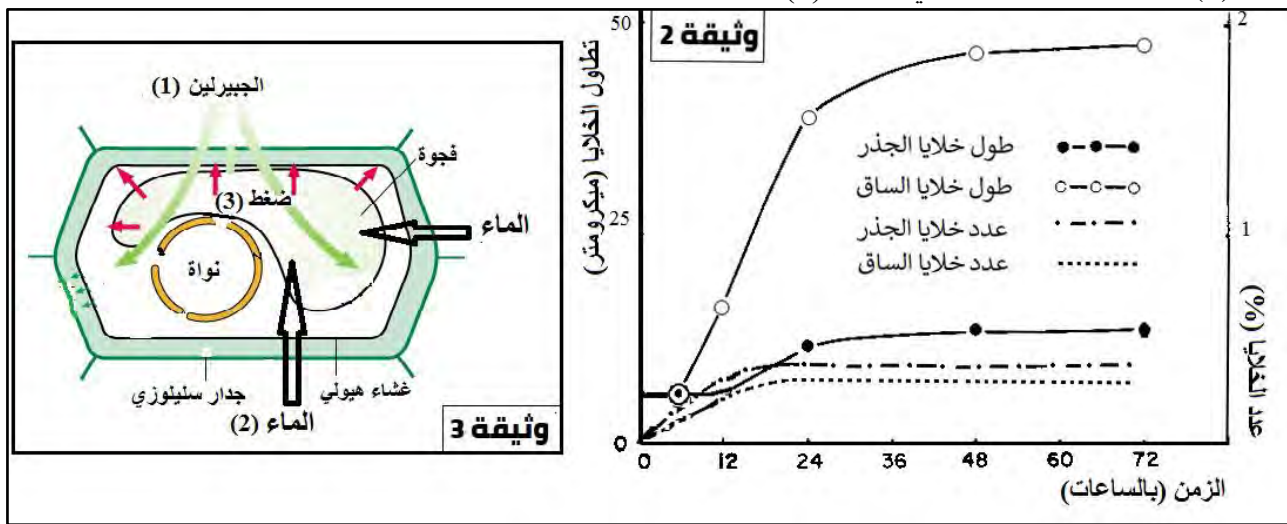 وثيقة 2
50
25
0
تطاول الخلايا (ميكرومتر)
2
1
عدد الخلايا (%)
طول خلايا الجذر
طول خلايا الساق
عدد خلايا الجذر
عدد خلايا الساق
0 12 24 36 48 60 72
الزمن (بالساعات)
الجبيرلين (1)
فجوة
ضغط (3)
الماء
نواة
غشاء هيولي
جدار سليلوزي
الماء (2)
وثيقة 3